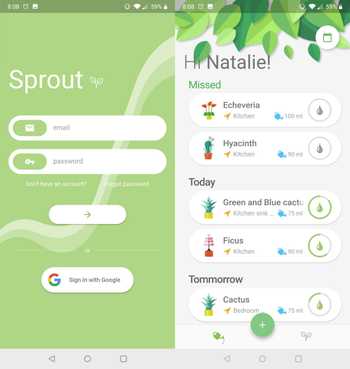 8:08
59%
Sprout
email
password
Don't have an account?
Forgot password
or
Sign in with Google
8:08
59%
Hi Natalie!
Missed
Echeveria
Kitchen
100 ml
Hyacinth
Kitchen
90 ml
Today
Green and Blue cactu
Kitchen sink ...
75 ml
Ficus
Kitchen
90 ml
Tommorrow
Cactus
Bedroom
75 ml